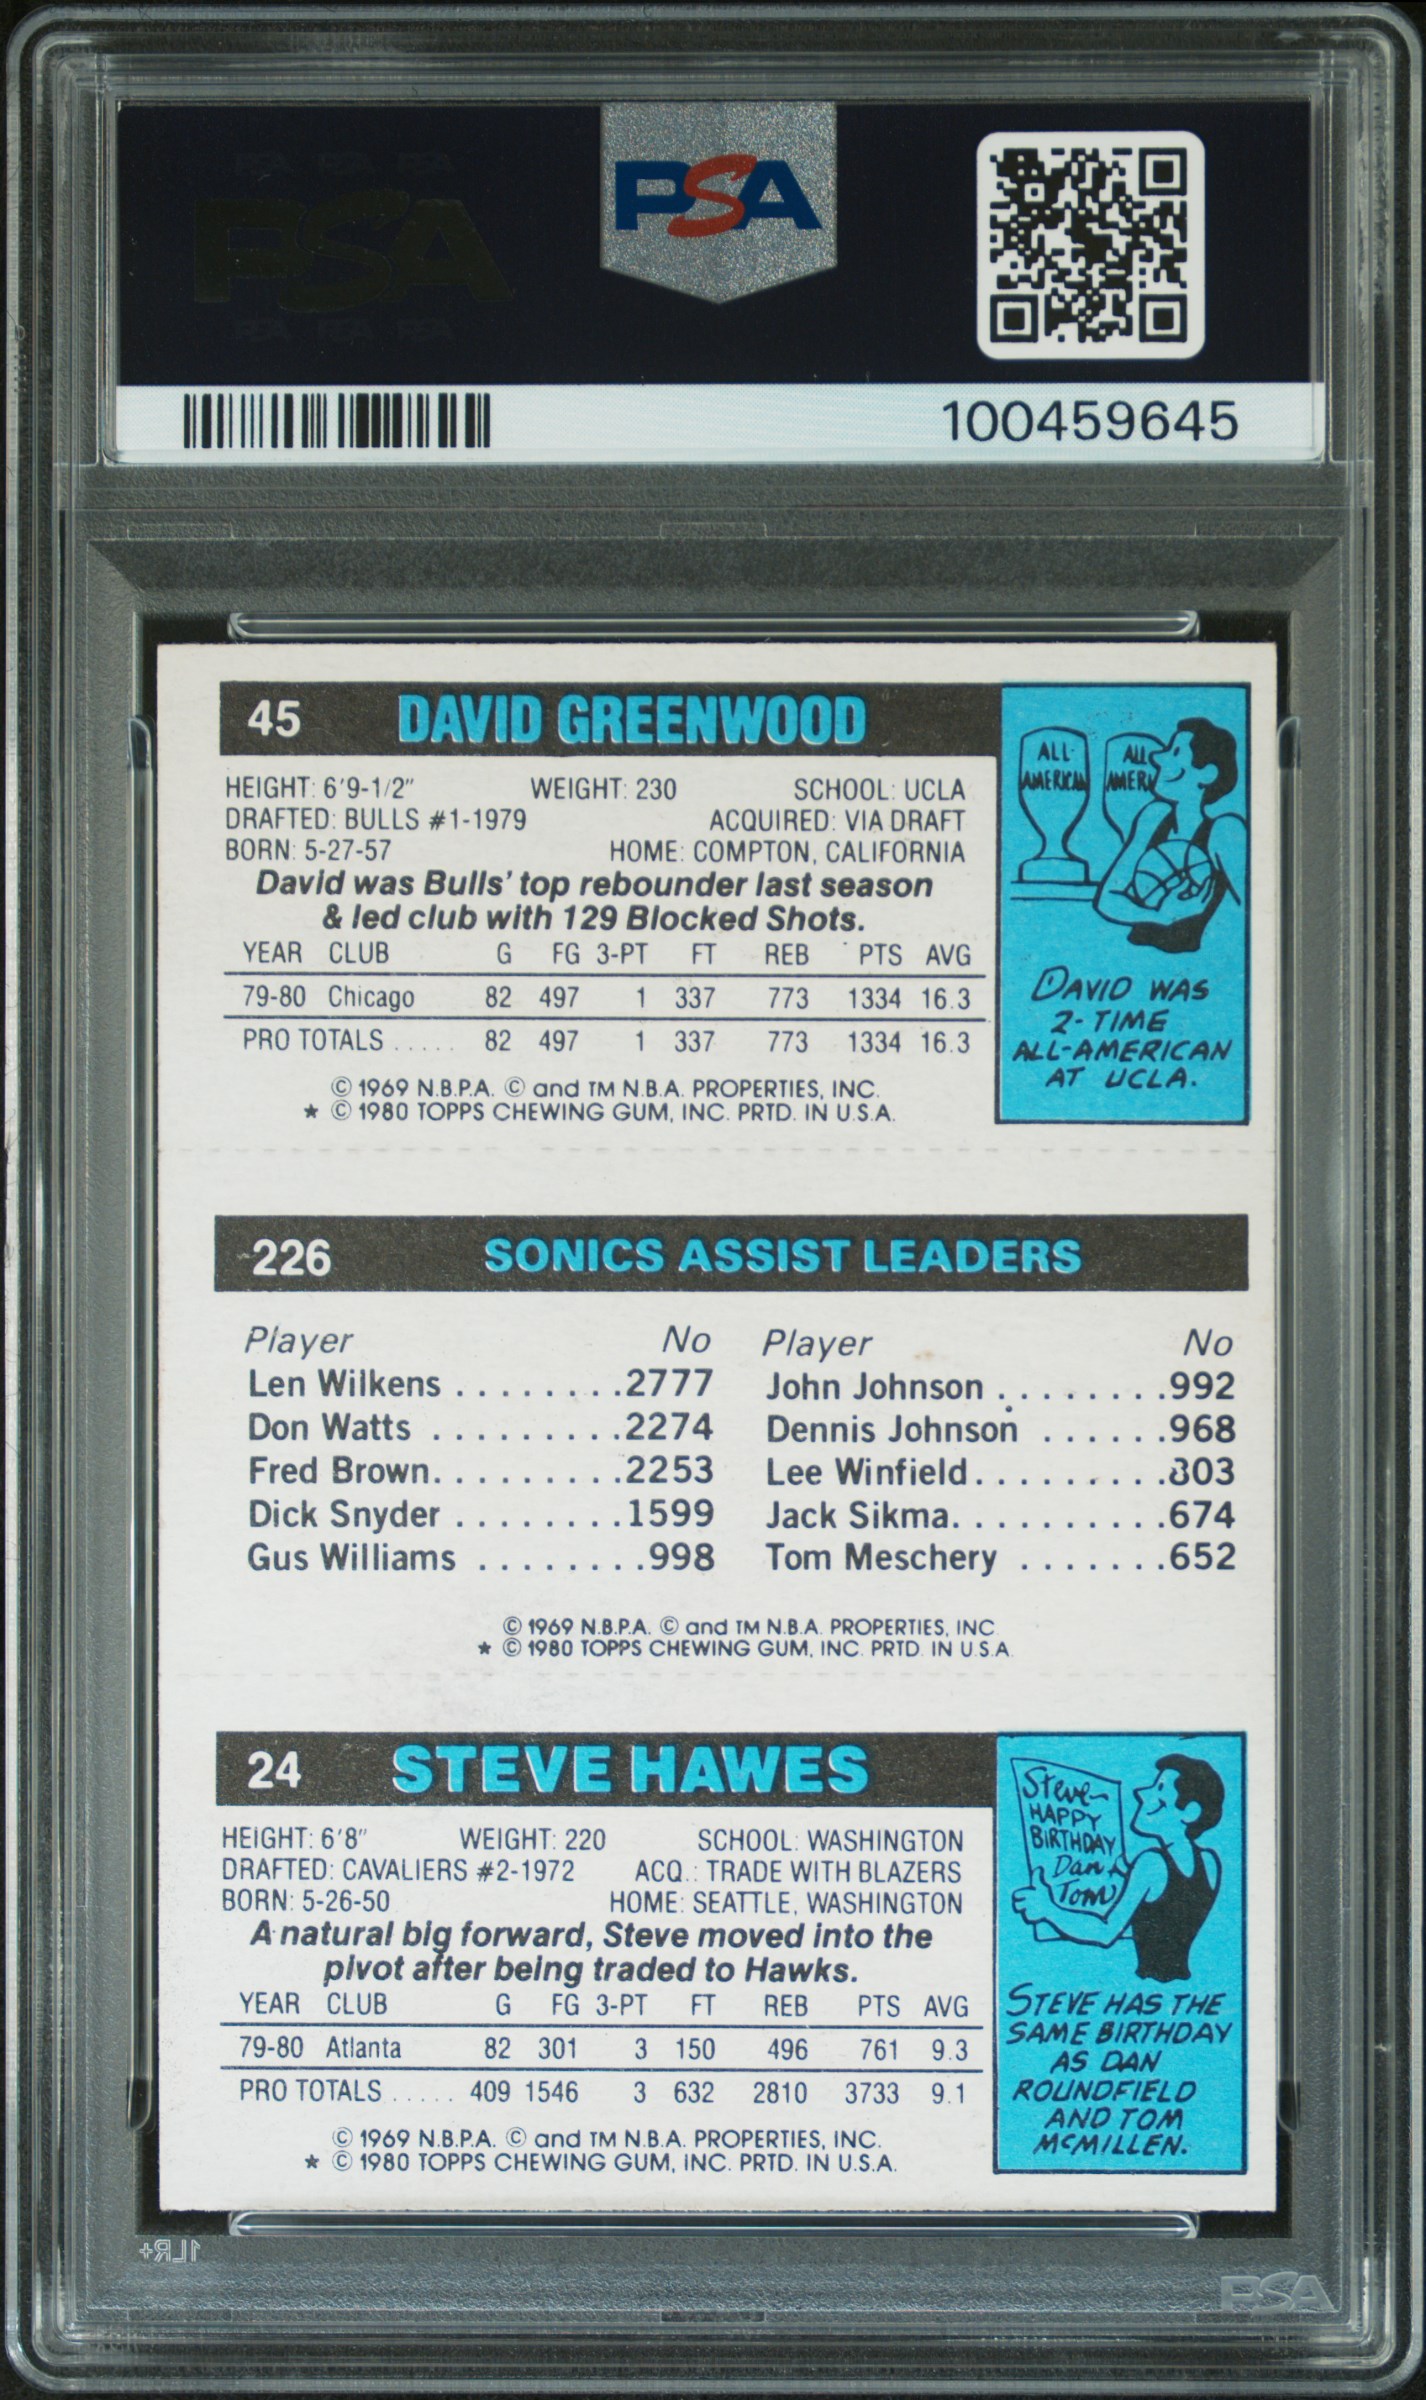 PSA
PSA
100459645
45 DAVID GREENWOOD
HEIGHT: 6'9-1/2" WEIGHT: 230 SCHOOL: UCLA
DRAFTED: BULLS #1-1979 ACQUIRED: VIA DRAFT
BORN: 5-27-57 HOME: COMPTON, CALIFORNIA
David was Bulls' top rebounder last season
& led club with 129 Blocked Shots.
YEAR CLUB G FG 3-PT FT REB PTS AVG
79-80 Chicago 82 497 1 337 773 1334 16.3
PRO TOTALS ..... 82 497 1 337 773 1334 16.3
© 1969 N.B.P.A. © and TM N.B.A. PROPERTIES, INC.
★ © 1980 TOPPS CHEWING GUM, INC. PRTD. IN U.S.A.
ALL- AMERICAN
ALL AMERI
DAVID WAS
2-TIME
ALL-AMERICAN
AT UCLA.
226 SONICS ASSIST LEADERS
Player No Player No
Len Wilkens ........2777 John Johnson ........992
Don Watts .........2274 Dennis Johnson ......968
Fred Brown.........2253 Lee Winfield.........803
Dick Snyder ........1599 Jack Sikma..........674
Gus Williams ........998 Tom Meschery .......652
© 1969 N.B.P.A. © and TM N.B.A. PROPERTIES, INC.
★ © 1980 TOPPS CHEWING GUM, INC. PRTD. IN U.S.A.
24 STEVE HAWES
HEIGHT: 6'8" WEIGHT: 220 SCHOOL: WASHINGTON
DRAFTED: CAVALIERS #2-1972 ACQ.: TRADE WITH BLAZERS
BORN: 5-26-50 HOME: SEATTLE, WASHINGTON
A natural big forward, Steve moved into the
pivot after being traded to Hawks.
YEAR CLUB G FG 3-PT FT REB PTS AVG
79-80 Atlanta 82 301 3 150 496 761 9.3
PRO TOTALS ..... 409 1546 3 632 2810 3733 9.1
© 1969 N.B.P.A. © and TM N.B.A. PROPERTIES, INC.
★ © 1980 TOPPS CHEWING GUM, INC. PRTD. IN U.S.A.
Steve-
HAPPY
BIRTHDAY
Dan &
Tom
STEVE HAS THE
SAME BIRTHDAY
AS DAN
ROUNDFIELD
AND TOM
McMILLEN.
1LR+
PSA